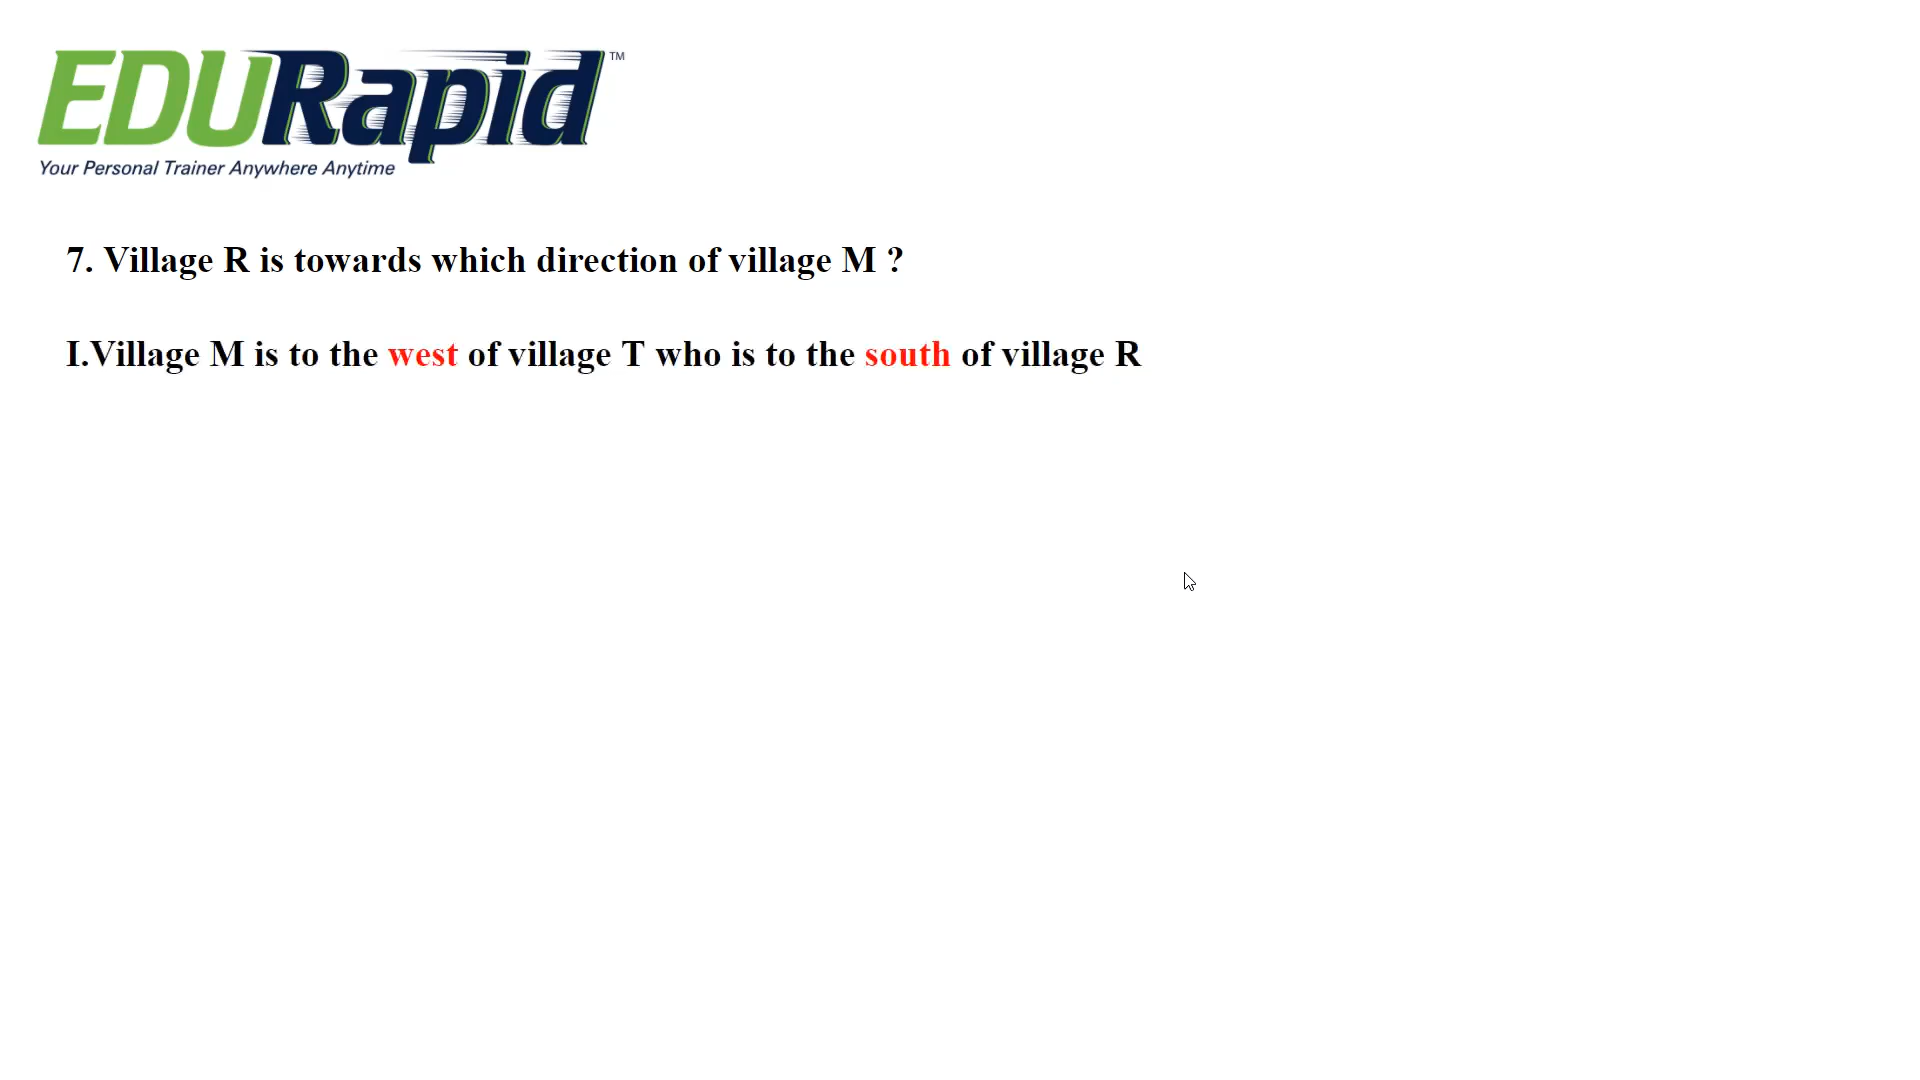 EDURapid™
Your Personal Trainer Anywhere Anytime
7. Village R is towards which direction of village M ?
I.Village M is to the west of village T who is to the south of village R